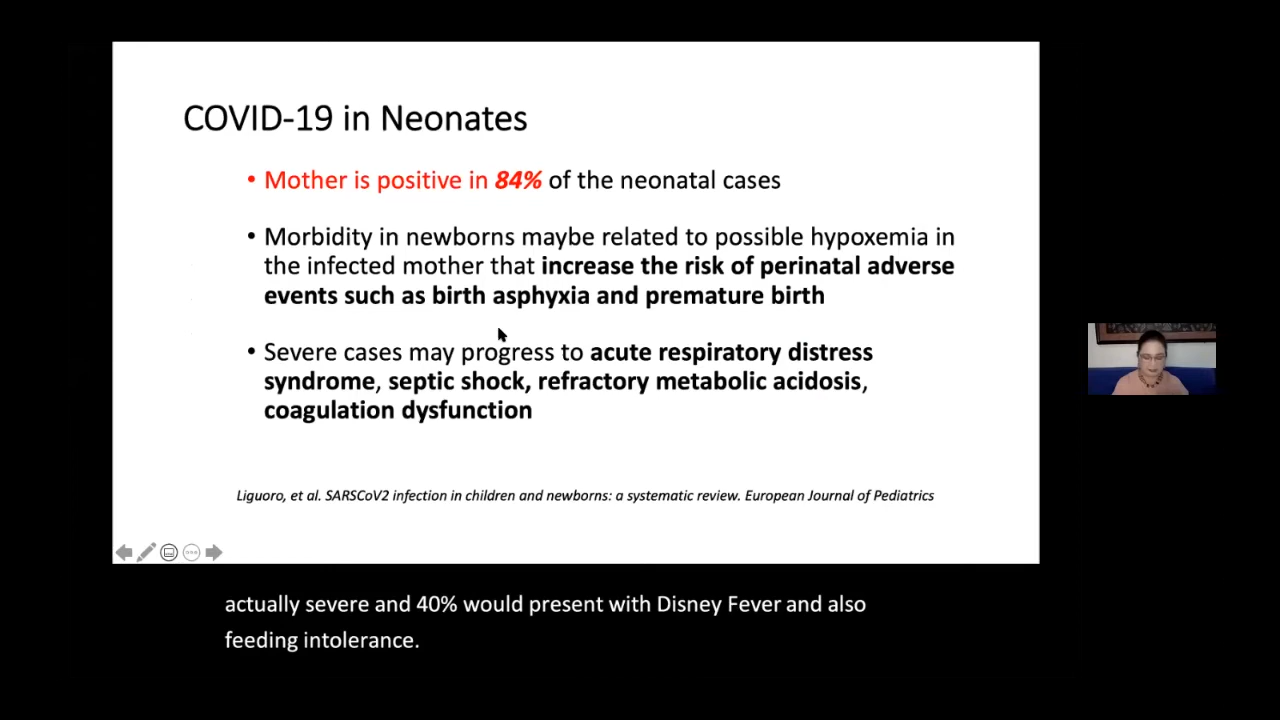 COVID-19 in Neonates
• Mother is positive in 84% of the neonatal cases
• Morbidity in newborns maybe related to possible hypoxemia in
the infected mother that increase the risk of perinatal adverse
events such as birth asphyxia and premature birth
• Severe cases may progress to acute respiratory distress
syndrome, septic shock, refractory metabolic acidosis,
coagulation dysfunction
Liguoro, et al. SARSCoV2 infection in children and newborns: a systematic review. European Journal of Pediatrics
actually severe and 40% would present with Disney Fever and also
feeding intolerance.